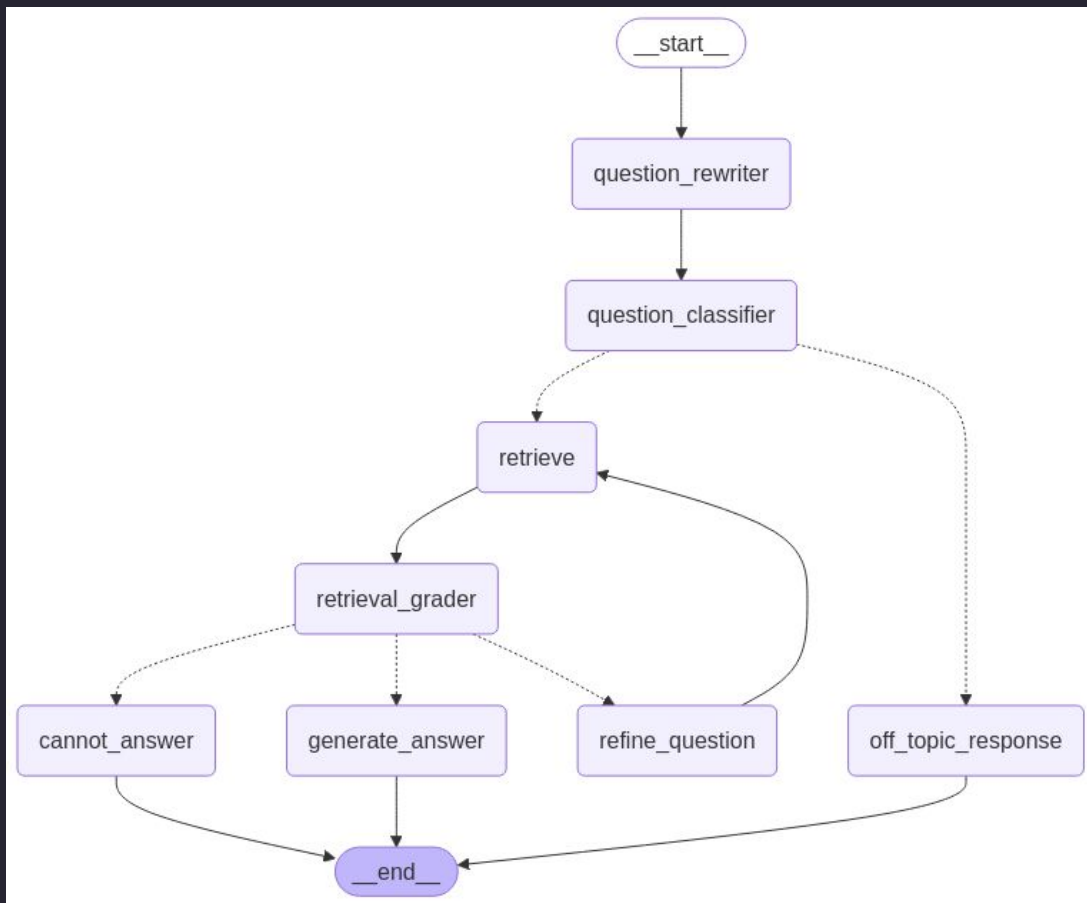 __start__
question_rewriter
question_classifier
retrieve
retrieval_grader
cannot_answer
generate_answer
refine_question
off_topic_response
__end__